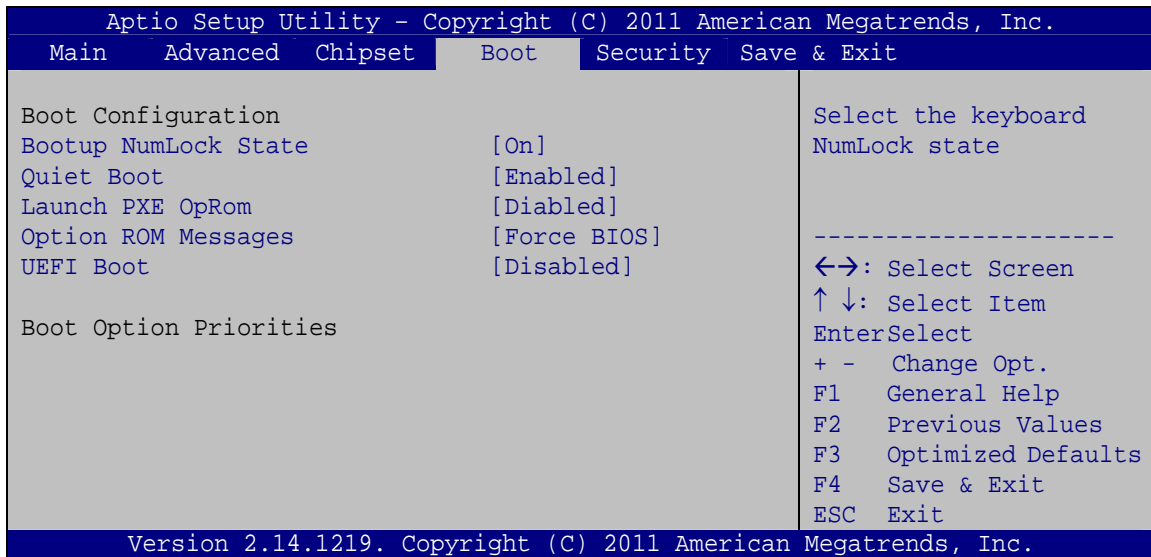 Aptio Setup Utility – Copyright (C) 2011 American Megatrends, Inc.
Main Advanced Chipset Boot Security Save & Exit
Boot Configuration
Bootup NumLock State [On]
Quiet Boot [Enabled]
Launch PXE OpRom [Diabled]
Option ROM Messages [Force BIOS]
UEFI Boot [Disabled]
Boot Option Priorities
Select the keyboard
NumLock state
---------------------
←→: Select Screen
↑ ↓: Select Item
EnterSelect
+ - Change Opt.
F1 General Help
F2 Previous Values
F3 Optimized Defaults
F4 Save & Exit
ESC Exit
Version 2.14.1219. Copyright (C) 2011 American Megatrends, Inc.